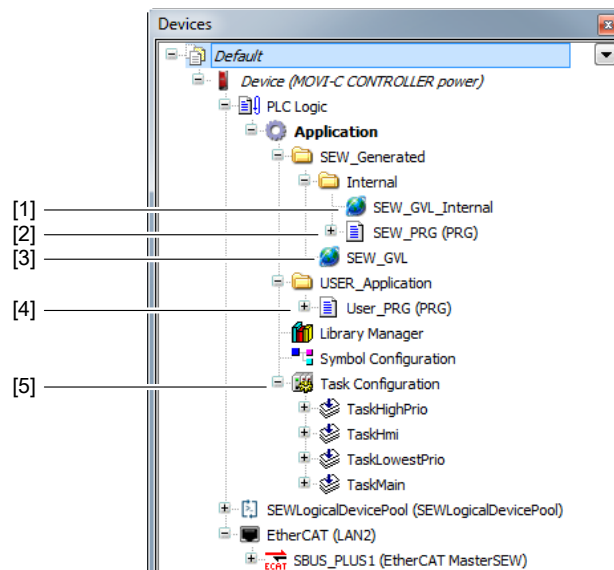 Devices
Default
Device (MOVI-C CONTROLLER power)
PLC Logic
Application
SEW_Generated
Internal
[1] SEW_GVL_Internal
[2] SEW_PRG (PRG)
[3] SEW_GVL
USER_Application
[4] User_PRG (PRG)
Library Manager
Symbol Configuration
[5] Task Configuration
TaskHighPrio
TaskHmi
TaskLowestPrio
TaskMain
SEWLogicalDevicePool (SEWLogicalDevicePool)
EtherCAT (LAN2)
ECAT SBUS_PLUS1 (EtherCAT MasterSEW)